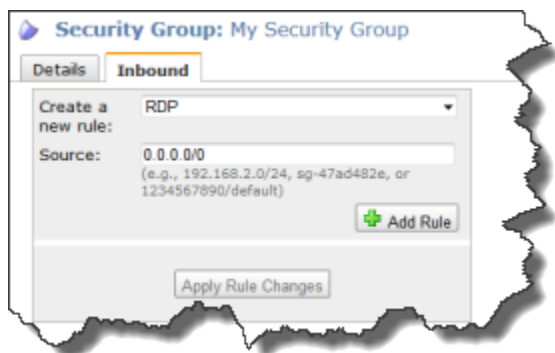 Security Group: My Security Group
Details Inbound
Create a new rule: RDP
Source: 0.0.0.0/0
(e.g., 192.168.2.0/24, sg-47ad482e, or
1234567890/default)
Add Rule
Apply Rule Changes